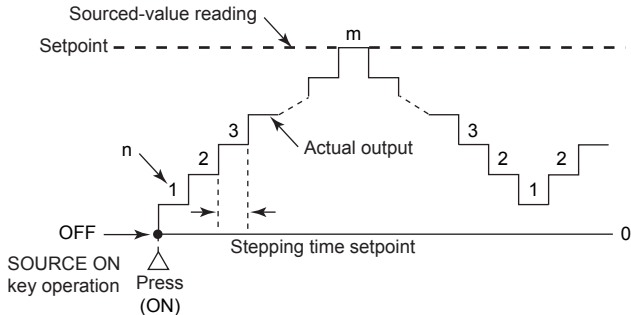 Sourced-value reading
Setpoint
m
3
3
Actual output
n
2
2
2
1
1
OFF
0
Stepping time setpoint
SOURCE ON
key operation
Press
(ON)